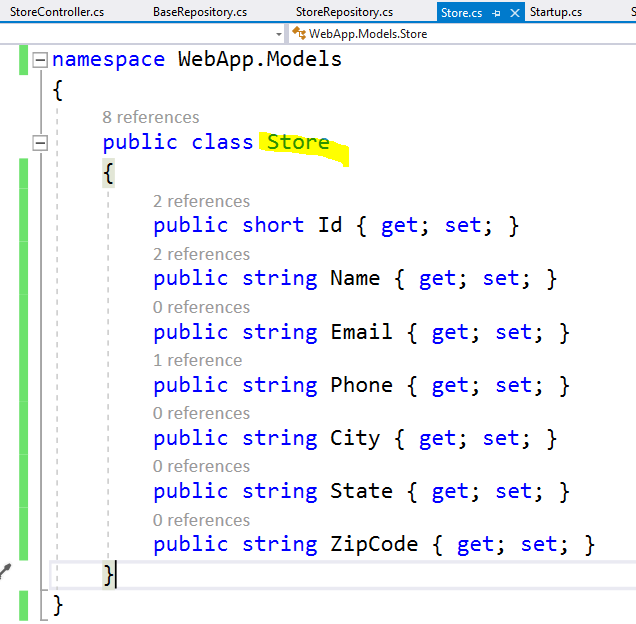 StoreController.cs BaseRepository.cs StoreRepository.cs Store.cs Startup.cs S
WebApp.Models.Store
namespace WebApp.Models
{
8 references
public class Store
{
2 references
public short Id { get; set; }
2 references
public string Name { get; set; }
0 references
public string Email { get; set; }
1 reference
public string Phone { get; set; }
0 references
public string City { get; set; }
0 references
public string State { get; set; }
0 references
public string ZipCode { get; set; }
}
}